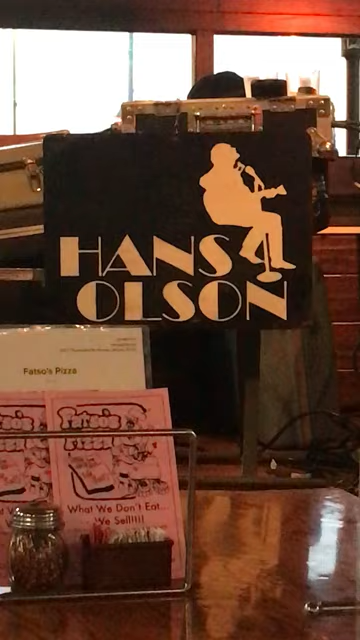 HANS
OLSON
Fatso's Pizza
Fatso's
Pizza
What We Don't Eat...
We Sell!!!!